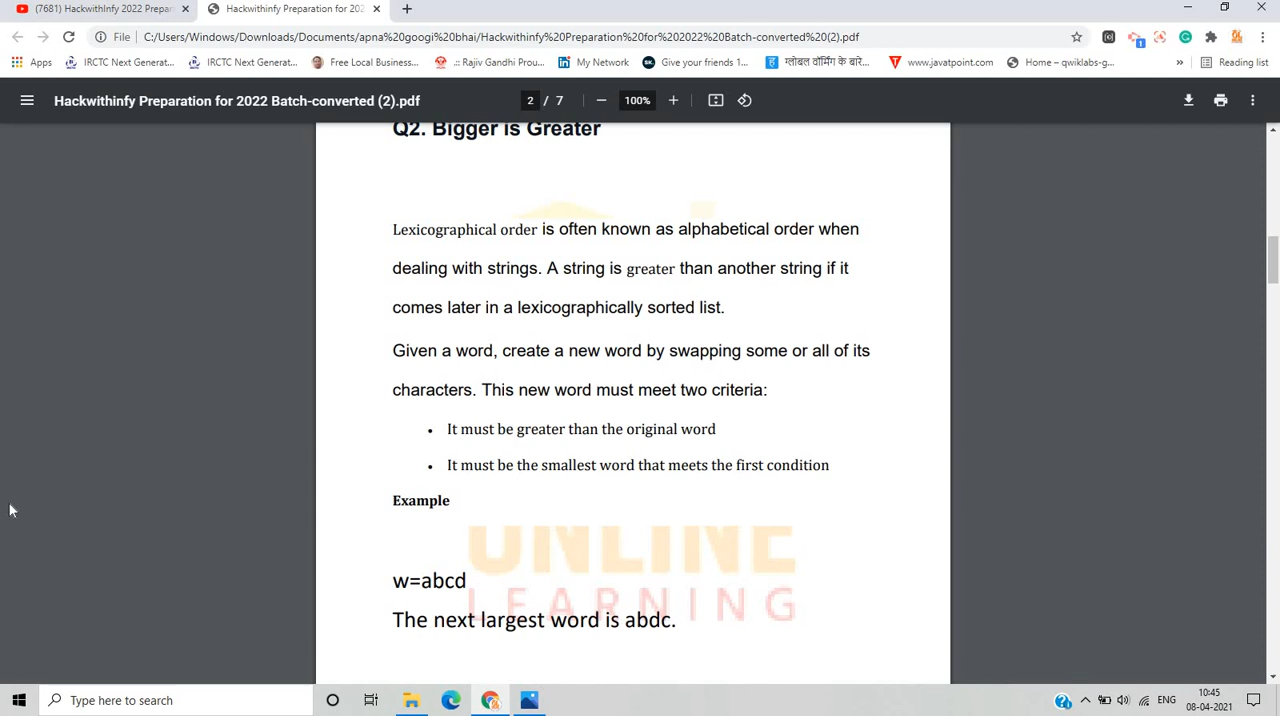 (7681) HackwithInfy 2022 Prepar
Hackwithinfy Preparation for 202
File
C:/Users/Windows/Downloads/Documents/apna%20googi%20bhai/Hackwithinfy%20Preparation%20for%202022%20Batch-converted%20(2).pdf
Apps
IRCTC Next Generat...
IRCTC Next Generat...
Free Local Business...
.:: Rajiv Gandhi Prou...
My Network
Give your friends 1...
ग्लोबल वॉर्मिंग के बारे...
www.javatpoint.com
Home – qwiklabs-g...
»
Reading list
Hackwithinfy Preparation for 2022 Batch-converted (2).pdf
2 / 7
100%
Q2. Bigger is Greater
Lexicographical order is often known as alphabetical order when
dealing with strings. A string is greater than another string if it
comes later in a lexicographically sorted list.
Given a word, create a new word by swapping some or all of its
characters. This new word must meet two criteria:
• It must be greater than the original word
• It must be the smallest word that meets the first condition
Example
ONLINE
w=abcd
LEARNING
The next largest word is abdc.
Type here to search
ENG
10:45
08-04-2021